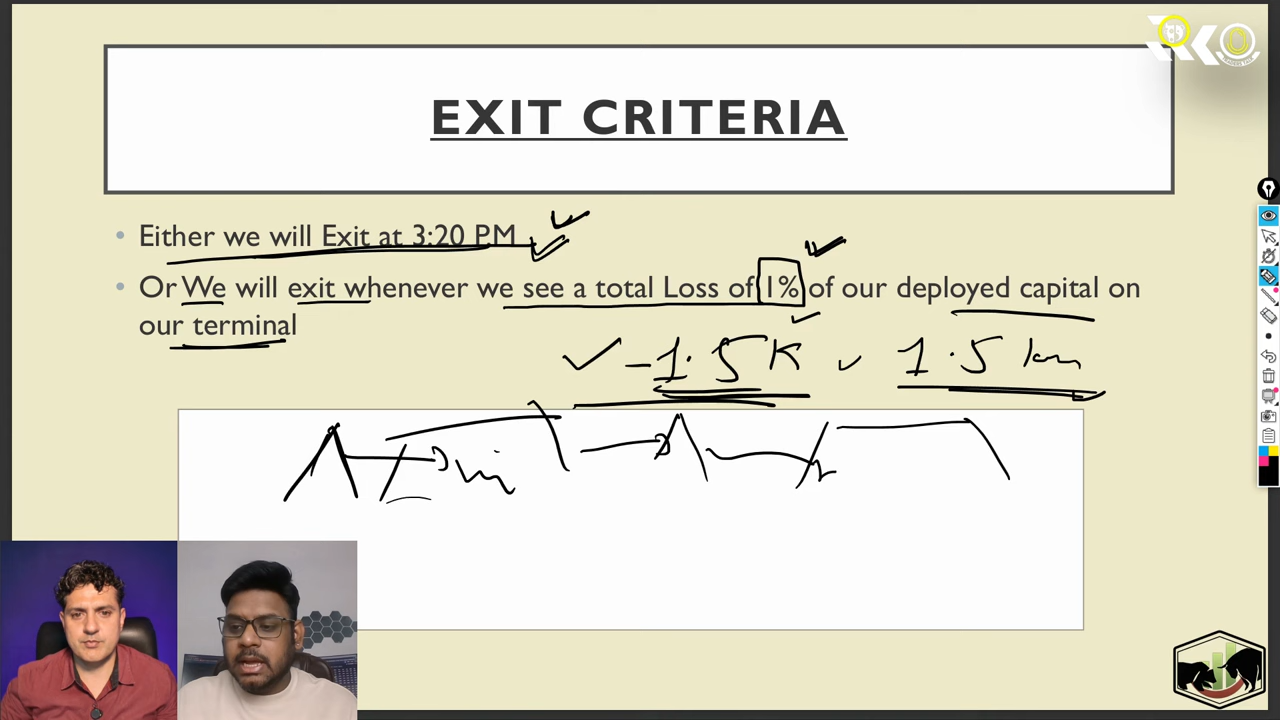 EXIT CRITERIA
• Either we will Exit at 3:20 PM
• Or We will exit whenever we see a total Loss of 1% of our deployed capital on
our terminal
-1.5K 1.5 km